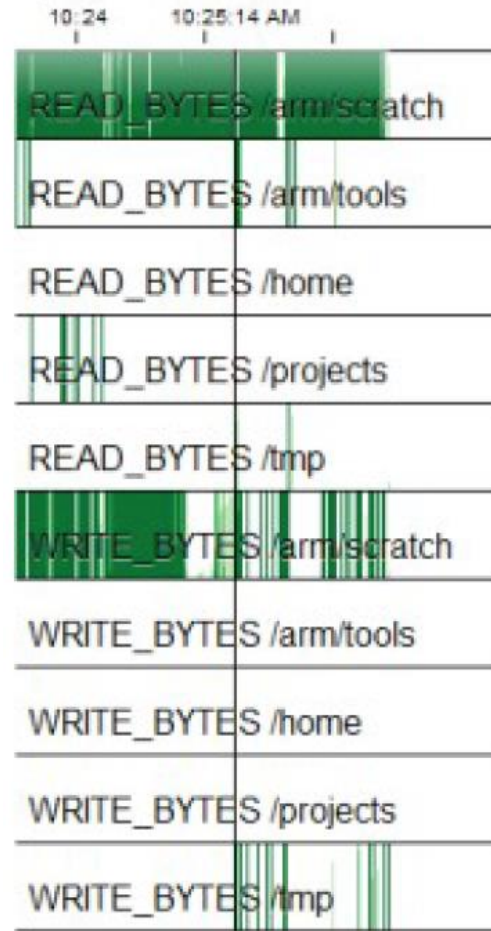 10:24 10:25:14 AM
READ_BYTES /arm/scratch
READ_BYTES /arm/tools
READ_BYTES /home
READ_BYTES /projects
READ_BYTES /tmp
WRITE_BYTES /arm/scratch
WRITE_BYTES /arm/tools
WRITE_BYTES /home
WRITE_BYTES /projects
WRITE_BYTES /tmp